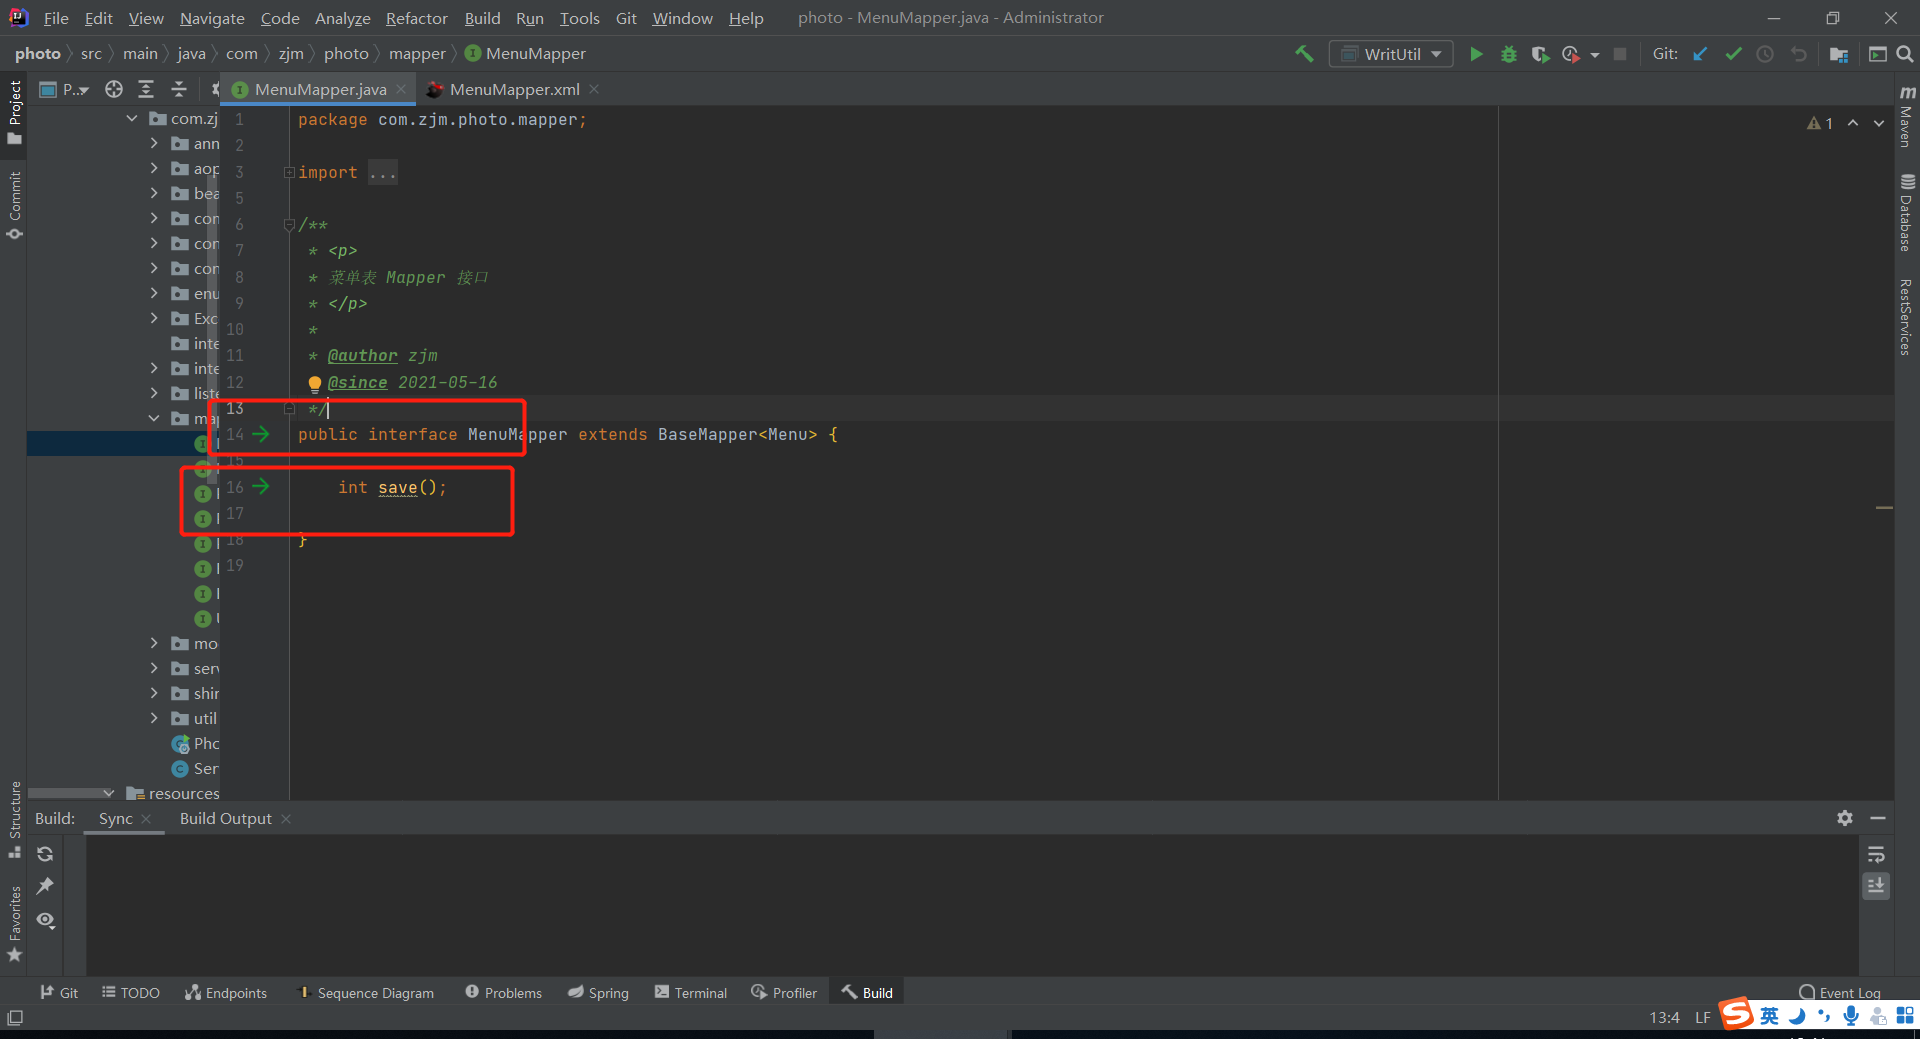 File Edit View Navigate Code Analyze Refactor Build Run Tools Git Window Help photo - MenuMapper.java - Administrator
photo src main java com zjm photo mapper MenuMapper WritUtil Git:
Project
Commit
Structure
Favorites
P...
MenuMapper.java MenuMapper.xml
com.zj
ann
aop
bea
con
con
enu
Exc
inte
inte
liste
map
mo
serv
shir
util
Pho
Ser
resources
1 package com.zjm.photo.mapper;
2
3 import ...
5
6 /**
7 * <p>
8 * 菜单表 Mapper 接口
9 * </p>
10 *
11 * @author zjm
12 @since 2021-05-16
13 */
14 public interface MenuMapper extends BaseMapper<Menu> {
15
16 int save();
17
18 }
19
1
Maven
Database
RestServices
Build: Sync Build Output
Git TODO Endpoints Sequence Diagram Problems Spring Terminal Profiler Build Event Log
13:4 LF
英